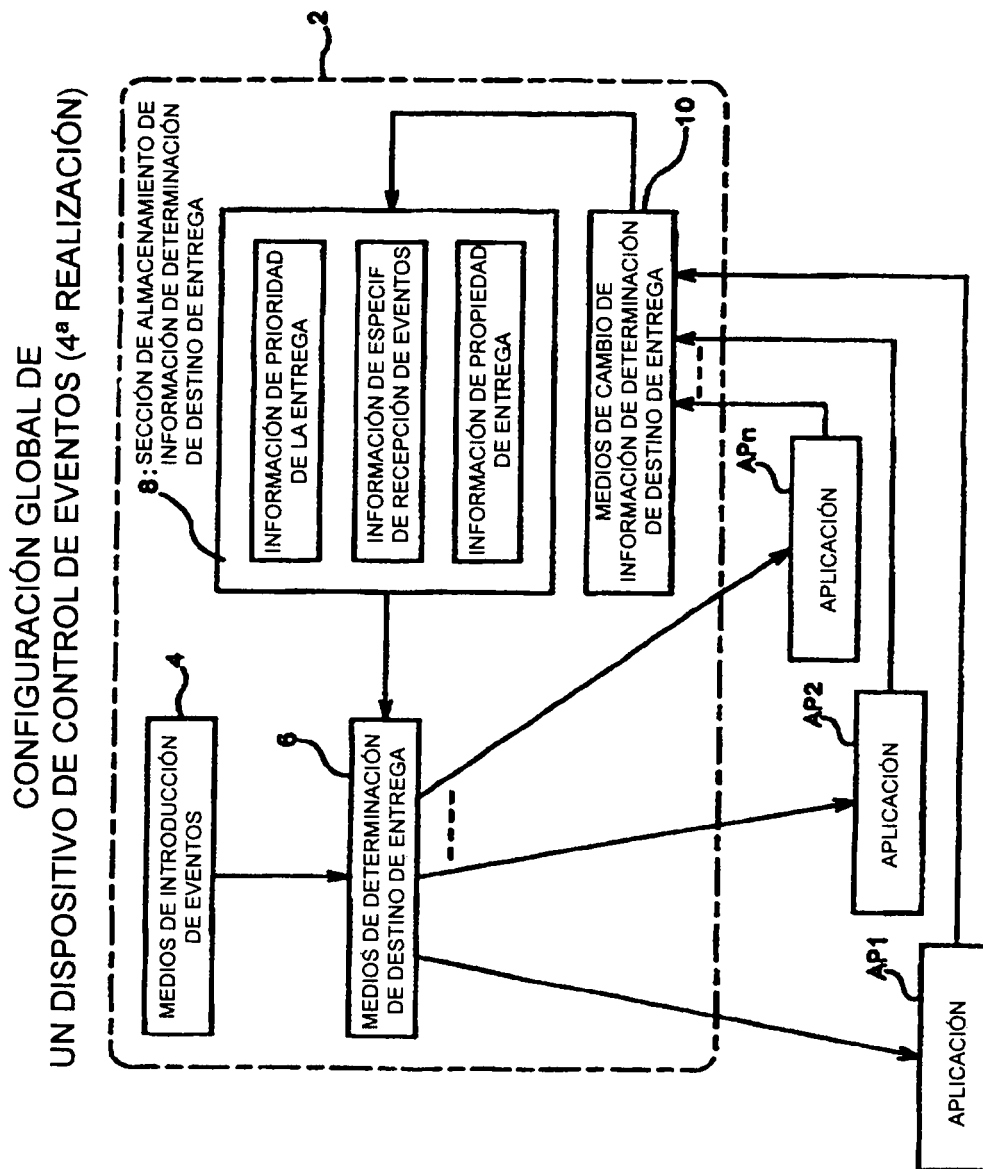 CONFIGURACIÓN GLOBAL DE
UN DISPOSITIVO DE CONTROL DE EVENTOS (4ª REALIZACIÓN)
2
4
MEDIOS DE INTRODUCCIÓN
DE EVENTOS
6
MEDIOS DE DETERMINACIÓN
DE DESTINO DE ENTREGA
8: SECCIÓN DE ALMACENAMIENTO DE
INFORMACIÓN DE DETERMINACIÓN
DE DESTINO DE ENTREGA
INFORMACIÓN DE PRIORIDAD
DE LA ENTREGA
INFORMACIÓN DE ESPECIF
DE RECEPCIÓN DE EVENTOS
INFORMACIÓN DE PROPIEDAD
DE ENTREGA
10
MEDIOS DE CAMBIO DE
INFORMACIÓN DE DETERMINACIÓN
DE DESTINO DE ENTREGA
AP1
APLICACIÓN
AP2
APLICACIÓN
APn
APLICACIÓN